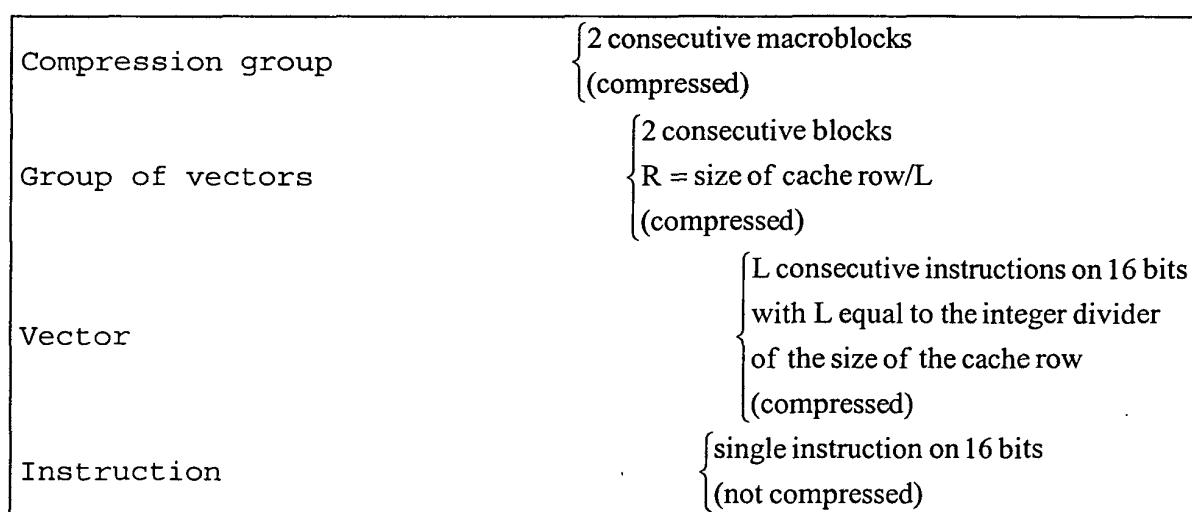 Compression group
2 consecutive macroblocks
(compressed)
Group of vectors
2 consecutive blocks
R = size of cache row/L
(compressed)
Vector
L consecutive instructions on 16 bits
with L equal to the integer divider
of the size of the cache row
(compressed)
Instruction
single instruction on 16 bits
(not compressed)